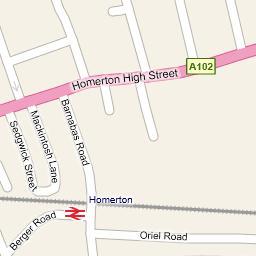 Homerton High Street
A102
Barnabas Road
Mackintosh Lane
Sedgwick Street
Homerton
Berger Road
Oriel Road